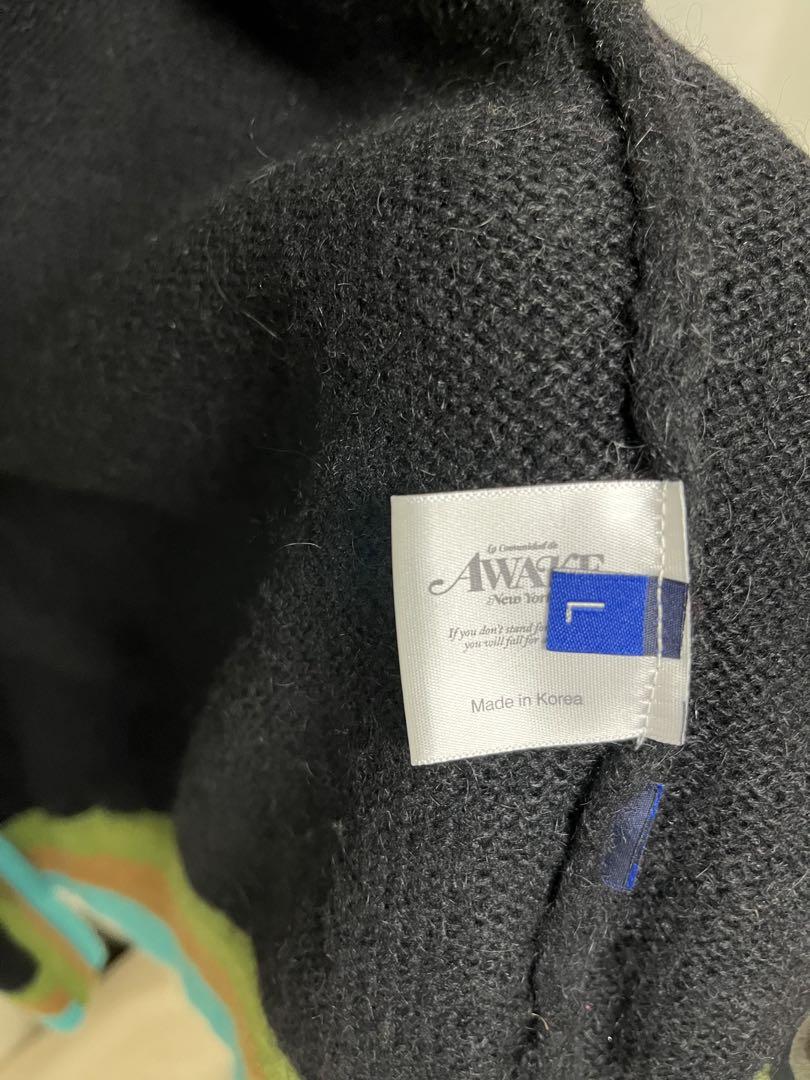 La Comunidad de
AWAKE
New York
If you don't stand for
you will fall for
Made in Korea
L